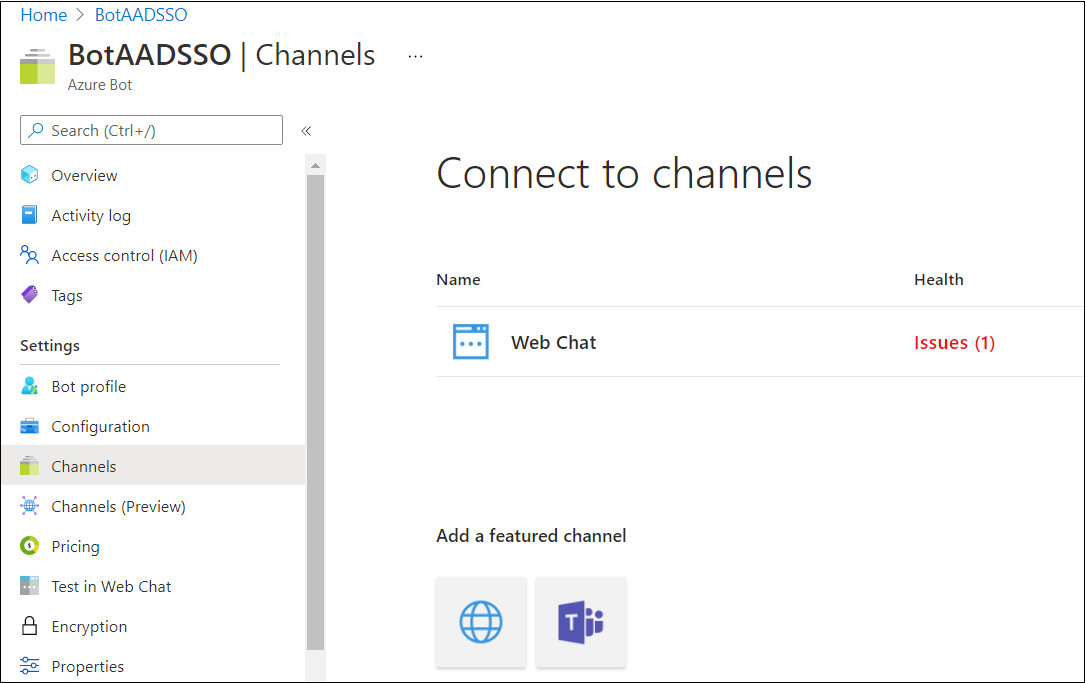 Home > BotAADSSO
BotAADSSO | Channels ...
Azure Bot
Search (Ctrl+/) «
Overview
Activity log
Access control (IAM)
Tags
Settings
Bot profile
Configuration
Channels
Channels (Preview)
Pricing
Test in Web Chat
Encryption
Properties
Connect to channels
Name Health
Web Chat Issues (1)
Add a featured channel
T